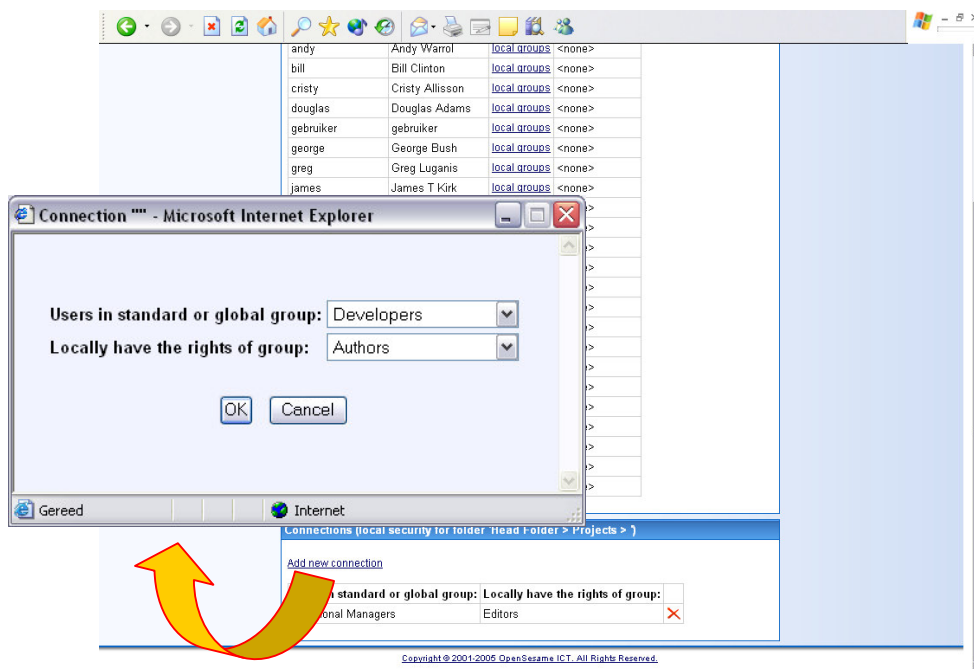 andy Andy Warrol local groups <none>
bill Bill Clinton local groups <none>
cristy Cristy Allisson local groups <none>
douglas Douglas Adams local groups <none>
gebruiker gebruiker local groups <none>
george George Bush local groups <none>
greg Greg Luganis local groups <none>
james James T Kirk local groups <none>
Connection "" - Microsoft Internet Explorer
Users in standard or global group: Developers
Locally have the rights of group: Authors
OK Cancel
Gereed Internet
Connections (local security for folder 'Head Folder > Projects > ')
Add new connection
standard or global group: Locally have the rights of group:
Managers Editors
Copyright © 2001-2005 OpenSesame ICT. All Rights Reserved.